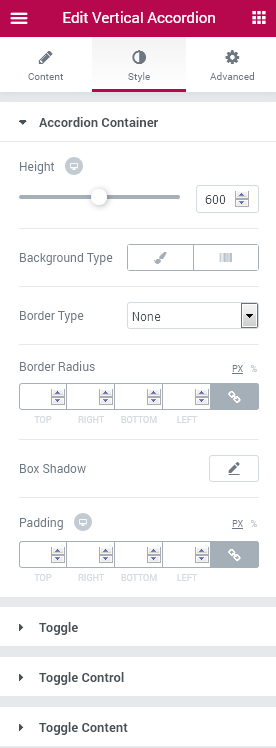 Edit Vertical Accordion
Content Style Advanced
Accordion Container
Height
600
Background Type
Border Type None
Border Radius PX %
TOP RIGHT BOTTOM LEFT
Box Shadow
Padding PX %
TOP RIGHT BOTTOM LEFT
Toggle
Toggle Control
Toggle Content